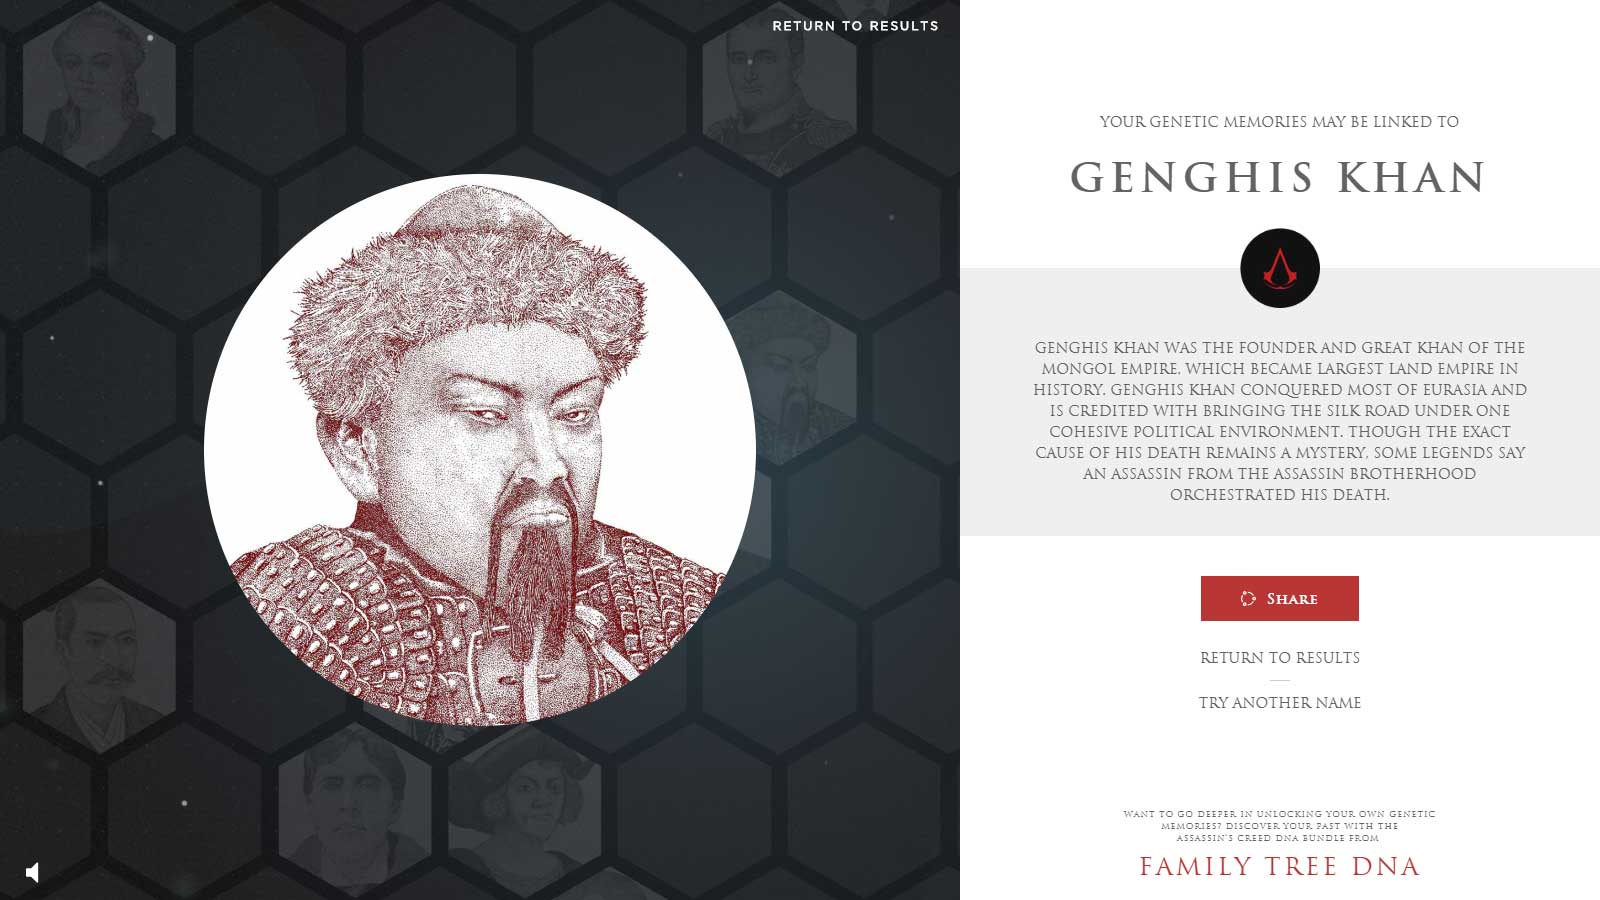 RETURN TO RESULTS
YOUR GENETIC MEMORIES MAY BE LINKED TO
GENGHIS KHAN
GENGHIS KHAN WAS THE FOUNDER AND GREAT KHAN OF THE
MONGOL EMPIRE, WHICH BECAME LARGEST LAND EMPIRE IN
HISTORY. GENGHIS KHAN CONQUERED MOST OF EURASIA AND
IS CREDITED WITH BRINGING THE SILK ROAD UNDER ONE
COHESIVE POLITICAL ENVIRONMENT. THOUGH THE EXACT
CAUSE OF HIS DEATH REMAINS A MYSTERY, SOME LEGENDS SAY
AN ASSASSIN FROM THE ASSASSIN BROTHERHOOD
ORCHESTRATED HIS DEATH.
SHARE
RETURN TO RESULTS
TRY ANOTHER NAME
WANT TO GO DEEPER IN UNLOCKING YOUR OWN GENETIC
MEMORIES? DISCOVER YOUR PAST WITH THE
ASSASSIN'S CREED DNA BUNDLE FROM
FAMILY TREE DNA